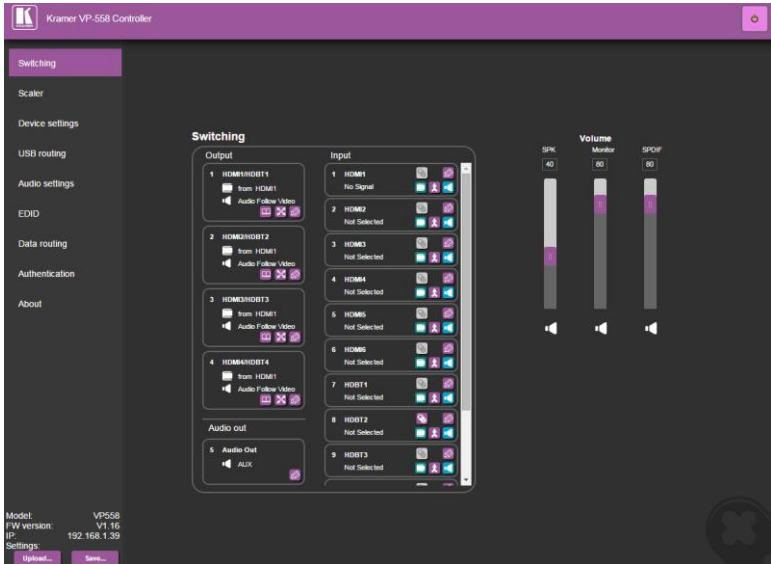 KRAMER
Kramer VP-558 Controller
Switching
Scaler
Device settings
USB routing
Audio settings
EDID
Data routing
Authentication
About
Model: VP558
FW version: V1.16
IP: 192.168.1.39
Settings:
Upload... Save...
Switching
Output
1 HDMI1/HDBT1
from HDMI1
Audio Follow Video
2 HDMI2/HDBT2
from HDMI1
Audio Follow Video
3 HDMI3/HDBT3
from HDMI1
Audio Follow Video
4 HDMI4/HDBT4
from HDMI1
Audio Follow Video
Audio out
5 Audio Out
AUX
Input
1 HDMI1
No Signal
2 HDMI2
Not Selected
3 HDMI3
Not Selected
4 HDMI4
Not Selected
5 HDMI5
Not Selected
6 HDMI6
Not Selected
7 HDBT1
Not Selected
8 HDBT2
Not Selected
9 HDBT3
Not Selected
Volume
SPK Monitor SPDIF
40 80 80